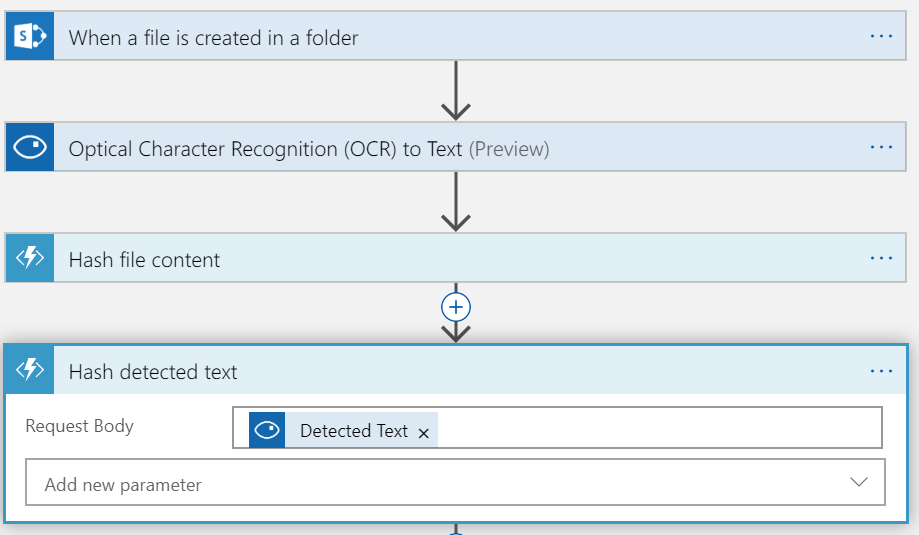 When a file is created in a folder
Optical Character Recognition (OCR) to Text (Preview)
Hash file content
Hash detected text
Request Body
Detected Text ×
Add new parameter